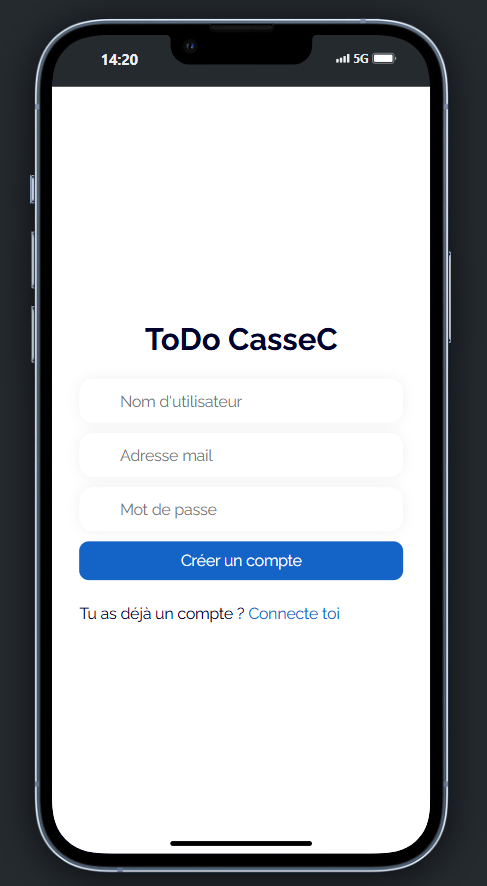 14:20 5G
ToDo CasseC
Nom d'utilisateur
Adresse mail
Mot de passe
Créer un compte
Tu as déjà un compte ? Connecte toi